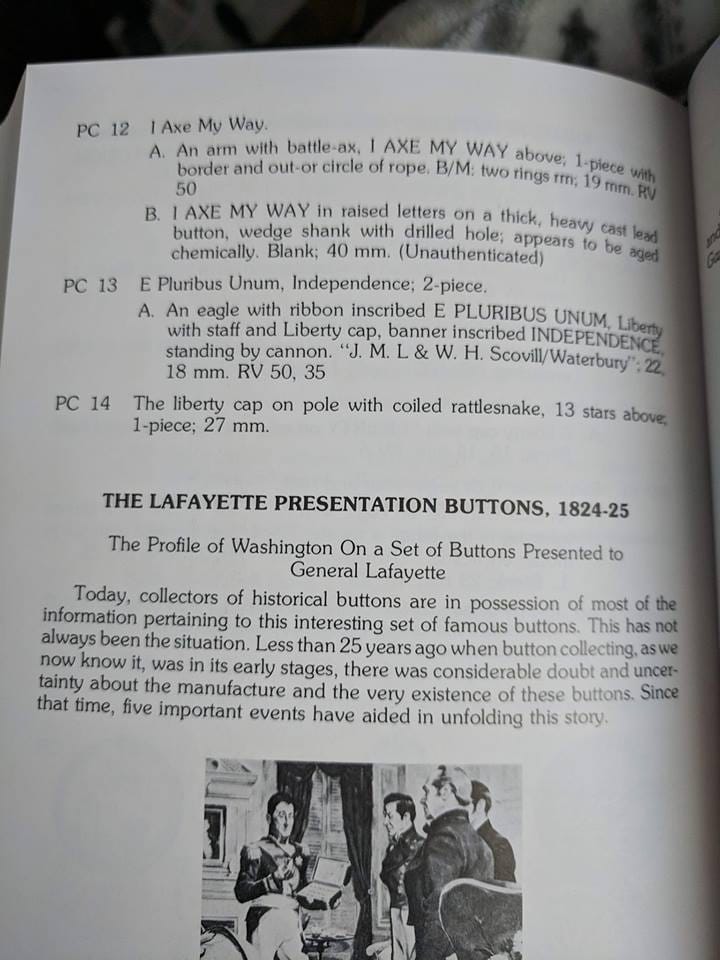 PC 12 I Axe My Way.
A. An arm with battle-ax, I AXE MY WAY above; 1-piece with
border and out-or circle of rope. B/M: two rings rm; 19 mm. RV
50
B. I AXE MY WAY in raised letters on a thick, heavy cast lead
button, wedge shank with drilled hole; appears to be aged
chemically. Blank; 40 mm. (Unauthenticated)
PC 13 E Pluribus Unum, Independence; 2-piece.
A. An eagle with ribbon inscribed E PLURIBUS UNUM, Liberty
with staff and Liberty cap, banner inscribed INDEPENDENCE,
standing by cannon. "J. M. L & W. H. Scovill/Waterbury"; 22,
18 mm. RV 50, 35
PC 14 The liberty cap on pole with coiled rattlesnake, 13 stars above;
1-piece; 27 mm.
THE LAFAYETTE PRESENTATION BUTTONS, 1824-25
The Profile of Washington On a Set of Buttons Presented to
General Lafayette
Today, collectors of historical buttons are in possession of most of the
information pertaining to this interesting set of famous buttons. This has not
always been the situation. Less than 25 years ago when button collecting, as we
now know it, was in its early stages, there was considerable doubt and uncer-
tainty about the manufacture and the very existence of these buttons. Since
that time, five important events have aided in unfolding this story.